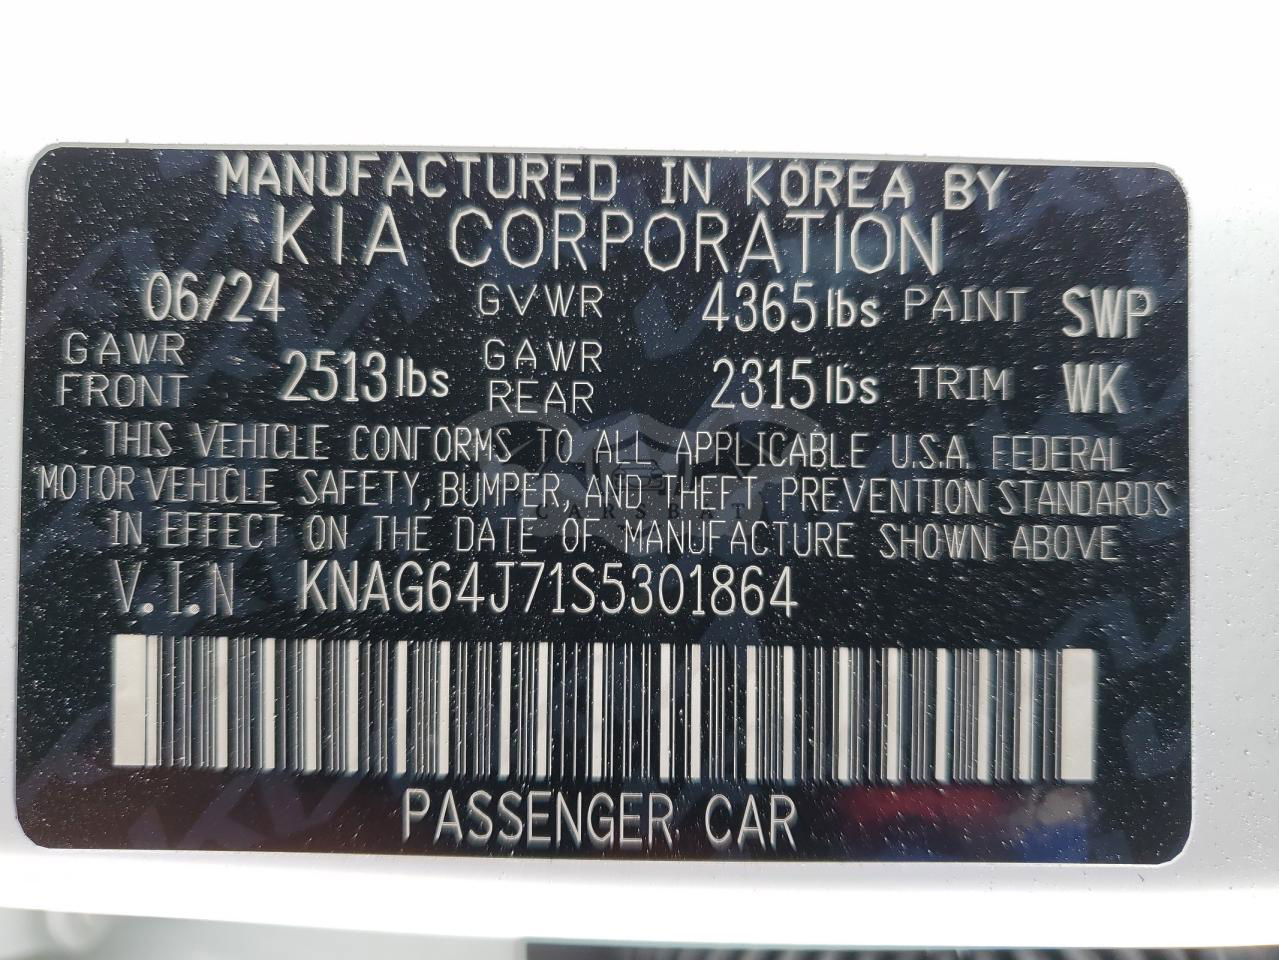 MANUFACTURED IN KOREA BY
KIA CORPORATION
06/24 GVWR 4365 lbs PAINT SWP
GAWR FRONT 2513 lbs GAWR REAR 2315 lbs TRIM WK
THIS VEHICLE CONFORMS TO ALL APPLICABLE U.S.A. FEDERAL
MOTOR VEHICLE SAFETY, BUMPER, AND THEFT PREVENTION STANDARDS
CARSBAT
IN EFFECT ON THE DATE OF MANUFACTURE SHOWN ABOVE
V.I.N KNAG64J71S5301864
PASSENGER CAR